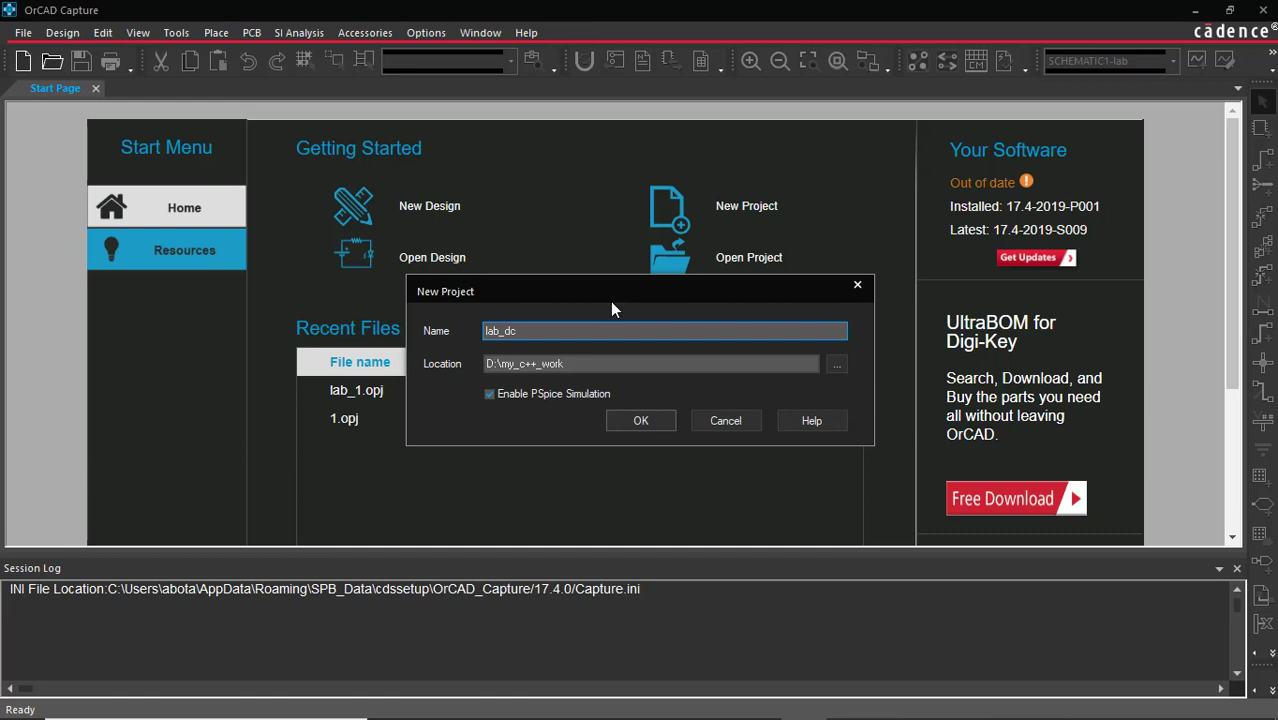 OrCAD Capture
File Design Edit View Tools Place PCB SI Analysis Accessories Options Window Help
cādence®
SCHEMATIC1-lab
Start Page
Start Menu
Home
Resources
Getting Started
New Design
New Project
Open Design
Open Project
Recent Files
File name
lab_1.opj
1.opj
New Project
Name
lab_dc
Location
D:\my_c++_work
...
Enable PSpice Simulation
OK Cancel Help
Your Software
Out of date
Installed: 17.4-2019-P001
Latest: 17.4-2019-S009
Get Updates
UltraBOM for
Digi-Key
Search, Download, and
Buy the parts you need
all without leaving
OrCAD.
Free Download
Session Log
INI File Location:C:\Users\abota\AppData\Roaming\SPB_Data\cdssetup\OrCAD_Capture/17.4.0/Capture.ini
Ready